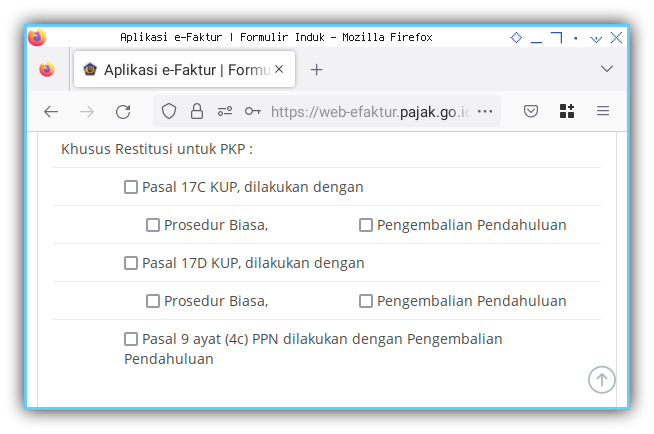 Aplikasi e-Faktur | Formulir Induk - Mozilla Firefox
Aplikasi e-Faktur | Formu
https://web-efaktur.pajak.go.id
Khusus Restitusi untuk PKP :
Pasal 17C KUP, dilakukan dengan
Prosedur Biasa, Pengembalian Pendahuluan
Pasal 17D KUP, dilakukan dengan
Prosedur Biasa, Pengembalian Pendahuluan
Pasal 9 ayat (4c) PPN dilakukan dengan Pengembalian
Pendahuluan